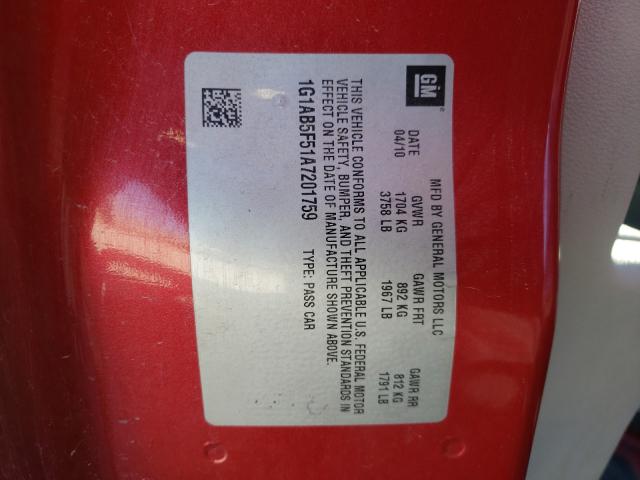 GM
MFD BY GENERAL MOTORS LLC
DATE GVWR GAWR FRT GAWR RR
04/10 1704 KG 892 KG 812 KG
3758 LB 1967 LB 1791 LB
THIS VEHICLE CONFORMS TO ALL APPLICABLE U.S. FEDERAL MOTOR
VEHICLE SAFETY, BUMPER, AND THEFT PREVENTION STANDARDS IN
EFFECT ON THE DATE OF MANUFACTURE SHOWN ABOVE.
1G1AB5F51A7201759 TYPE: PASS CAR